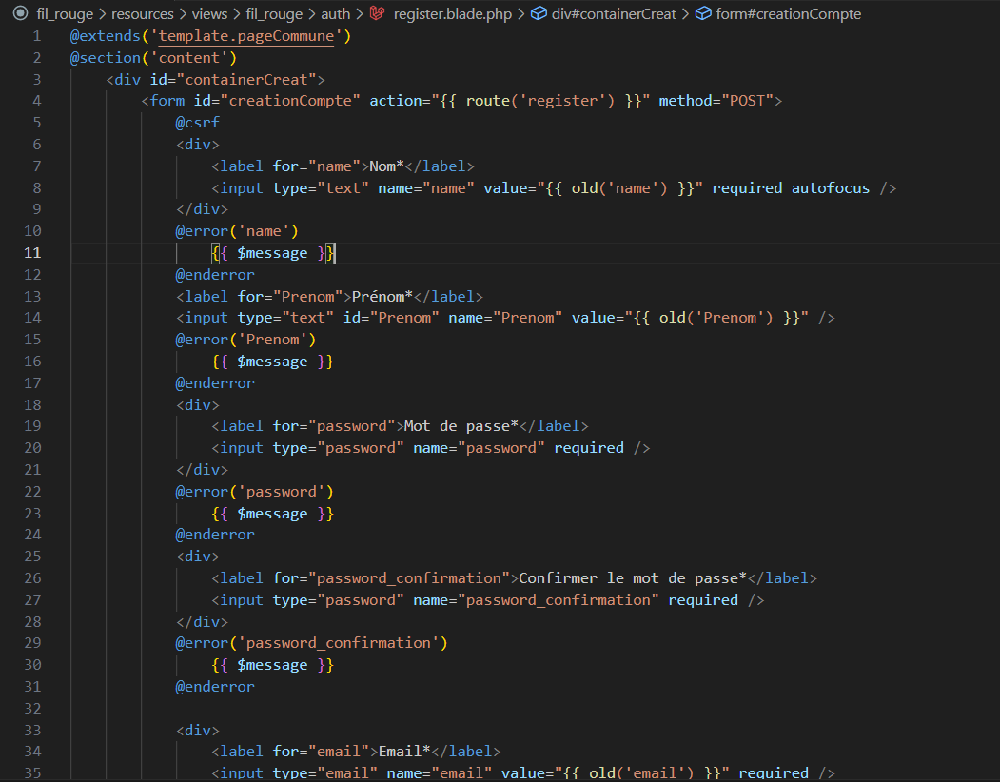 fil_rouge > resources > views > fil_rouge > auth > register.blade.php > div#containerCreat > form#creationCompte
1 @extends('template.pageCommune')
2 @section('content')
3 <div id="containerCreat">
4 <form id="creationCompte" action="{{ route('register') }}" method="POST">
5 @csrf
6 <div>
7 <label for="name">Nom*</label>
8 <input type="text" name="name" value="{{ old('name') }}" required autofocus />
9 </div>
10 @error('name')
11 {{ $message }}
12 @enderror
13 <label for="Prenom">Prénom*</label>
14 <input type="text" id="Prenom" name="Prenom" value="{{ old('Prenom') }}" />
15 @error('Prenom')
16 {{ $message }}
17 @enderror
18 <div>
19 <label for="password">Mot de passe*</label>
20 <input type="password" name="password" required />
21 </div>
22 @error('password')
23 {{ $message }}
24 @enderror
25 <div>
26 <label for="password_confirmation">Confirmer le mot de passe*</label>
27 <input type="password" name="password_confirmation" required />
28 </div>
29 @error('password_confirmation')
30 {{ $message }}
31 @enderror
32
33 <div>
34 <label for="email">Email*</label>
35 <input type="email" name="email" value="{{ old('email') }}" required />